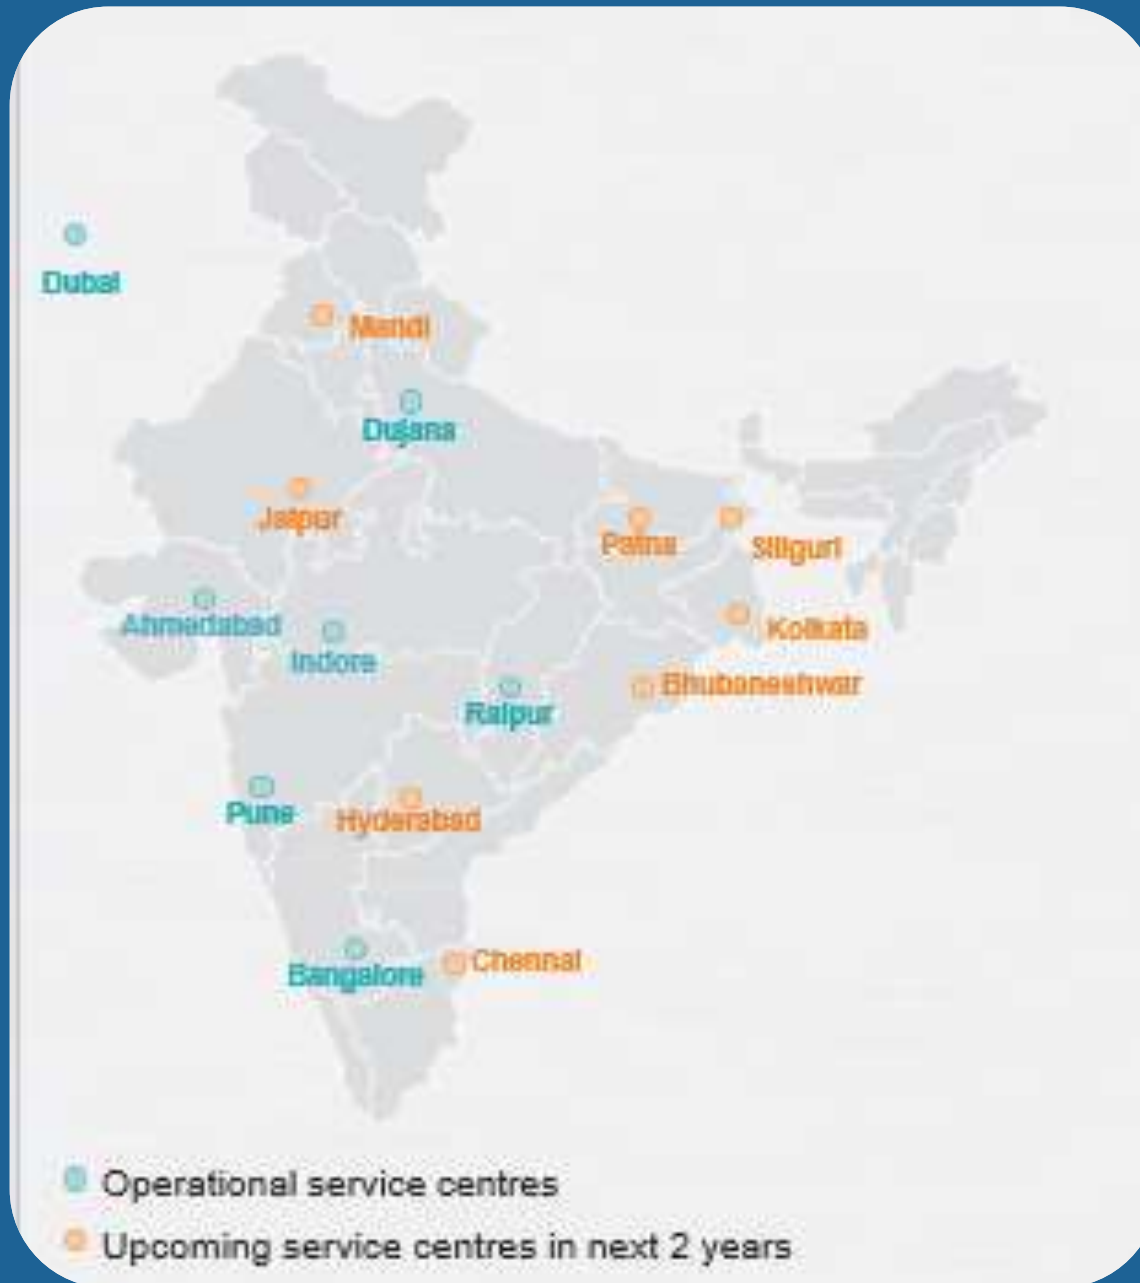 Dubai
Mandi
Dujana
Jaipur
Patna
Siliguri
Ahmedabad
Kolkata
Indore
Bhubaneshwar
Raipur
Pune
Hyderabad
Bangalore
Chennai
Operational service centres
Upcoming service centres in next 2 years